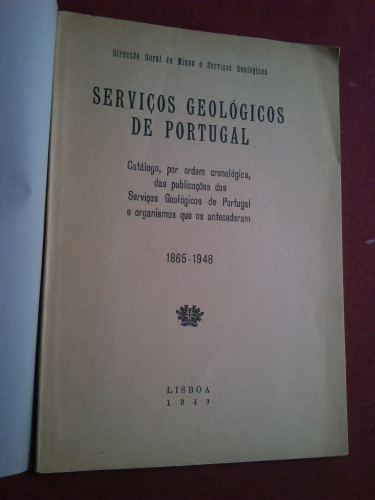 Direcção Geral de Minas e Serviços Geológicos
SERVIÇOS GEOLÓGICOS
DE PORTUGAL
Catálogo, por ordem cronológica,
das publicações dos
Serviços Geológicos de Portugal
e organismos que os antecederam
1865-1948
LISBOA
1949